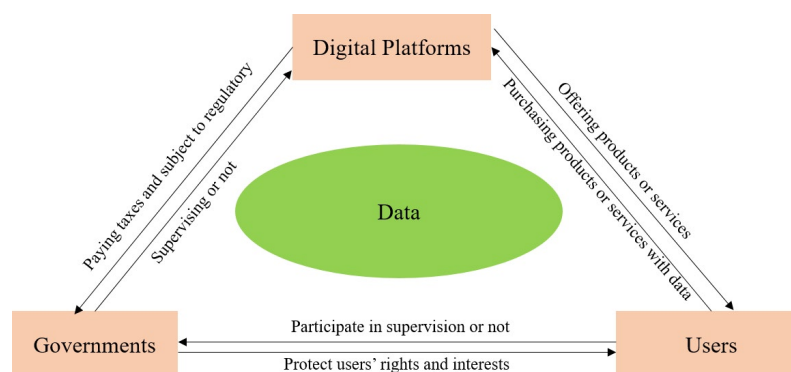 Digital Platforms
Paying taxes and subject to regulatory
Supervising or not
Offering products or services
Purchasing products or services with data
Data
Governments
Participate in supervision or not
Protect users' rights and interests
Users